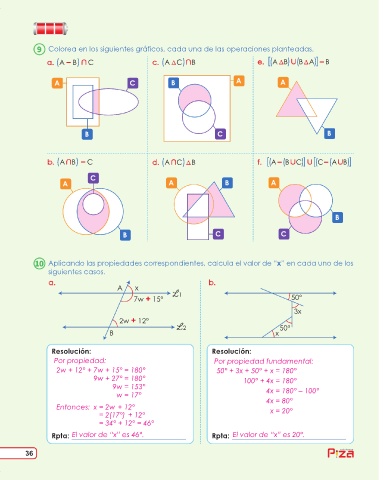 9 Colorea en los siguientes gráficos, cada una de las operaciones planteadas.
a. (A − B) ∩ C
c. (A △ C) ∩ B
e. [(A △ B) ∪ (B △ A)] − B
A
C
B
B
A
C
A
B
b. (A ∩ B) − C
d. (A ∩ C) △ B
f. [(A − (B ∪ C)] ∪ [(C − (A ∪ B)]
A
C
B
A
B
C
A
B
C
10 Aplicando las propiedades correspondientes, calcula el valor de "x" en cada uno de los
siguientes casos.
a.
A x
7w + 15°
ℒ1
2w + 12°
ℒ2
B
b.
50°
3x
50°
x
Resolución:
Por propiedad:
2w + 12° + 7w + 15° = 180°
9w + 27° = 180°
9w = 153°
w = 17°
Entonces: x = 2w + 12°
= 2(17°) + 12°
= 34° + 12° = 46°
Rpta: El valor de "x" es 46°.
Resolución:
Por propiedad fundamental:
50° + 3x + 50° + x = 180°
100° + 4x = 180°
4x = 180° − 100°
4x = 80°
x = 20°
Rpta: El valor de "x" es 20°.
36